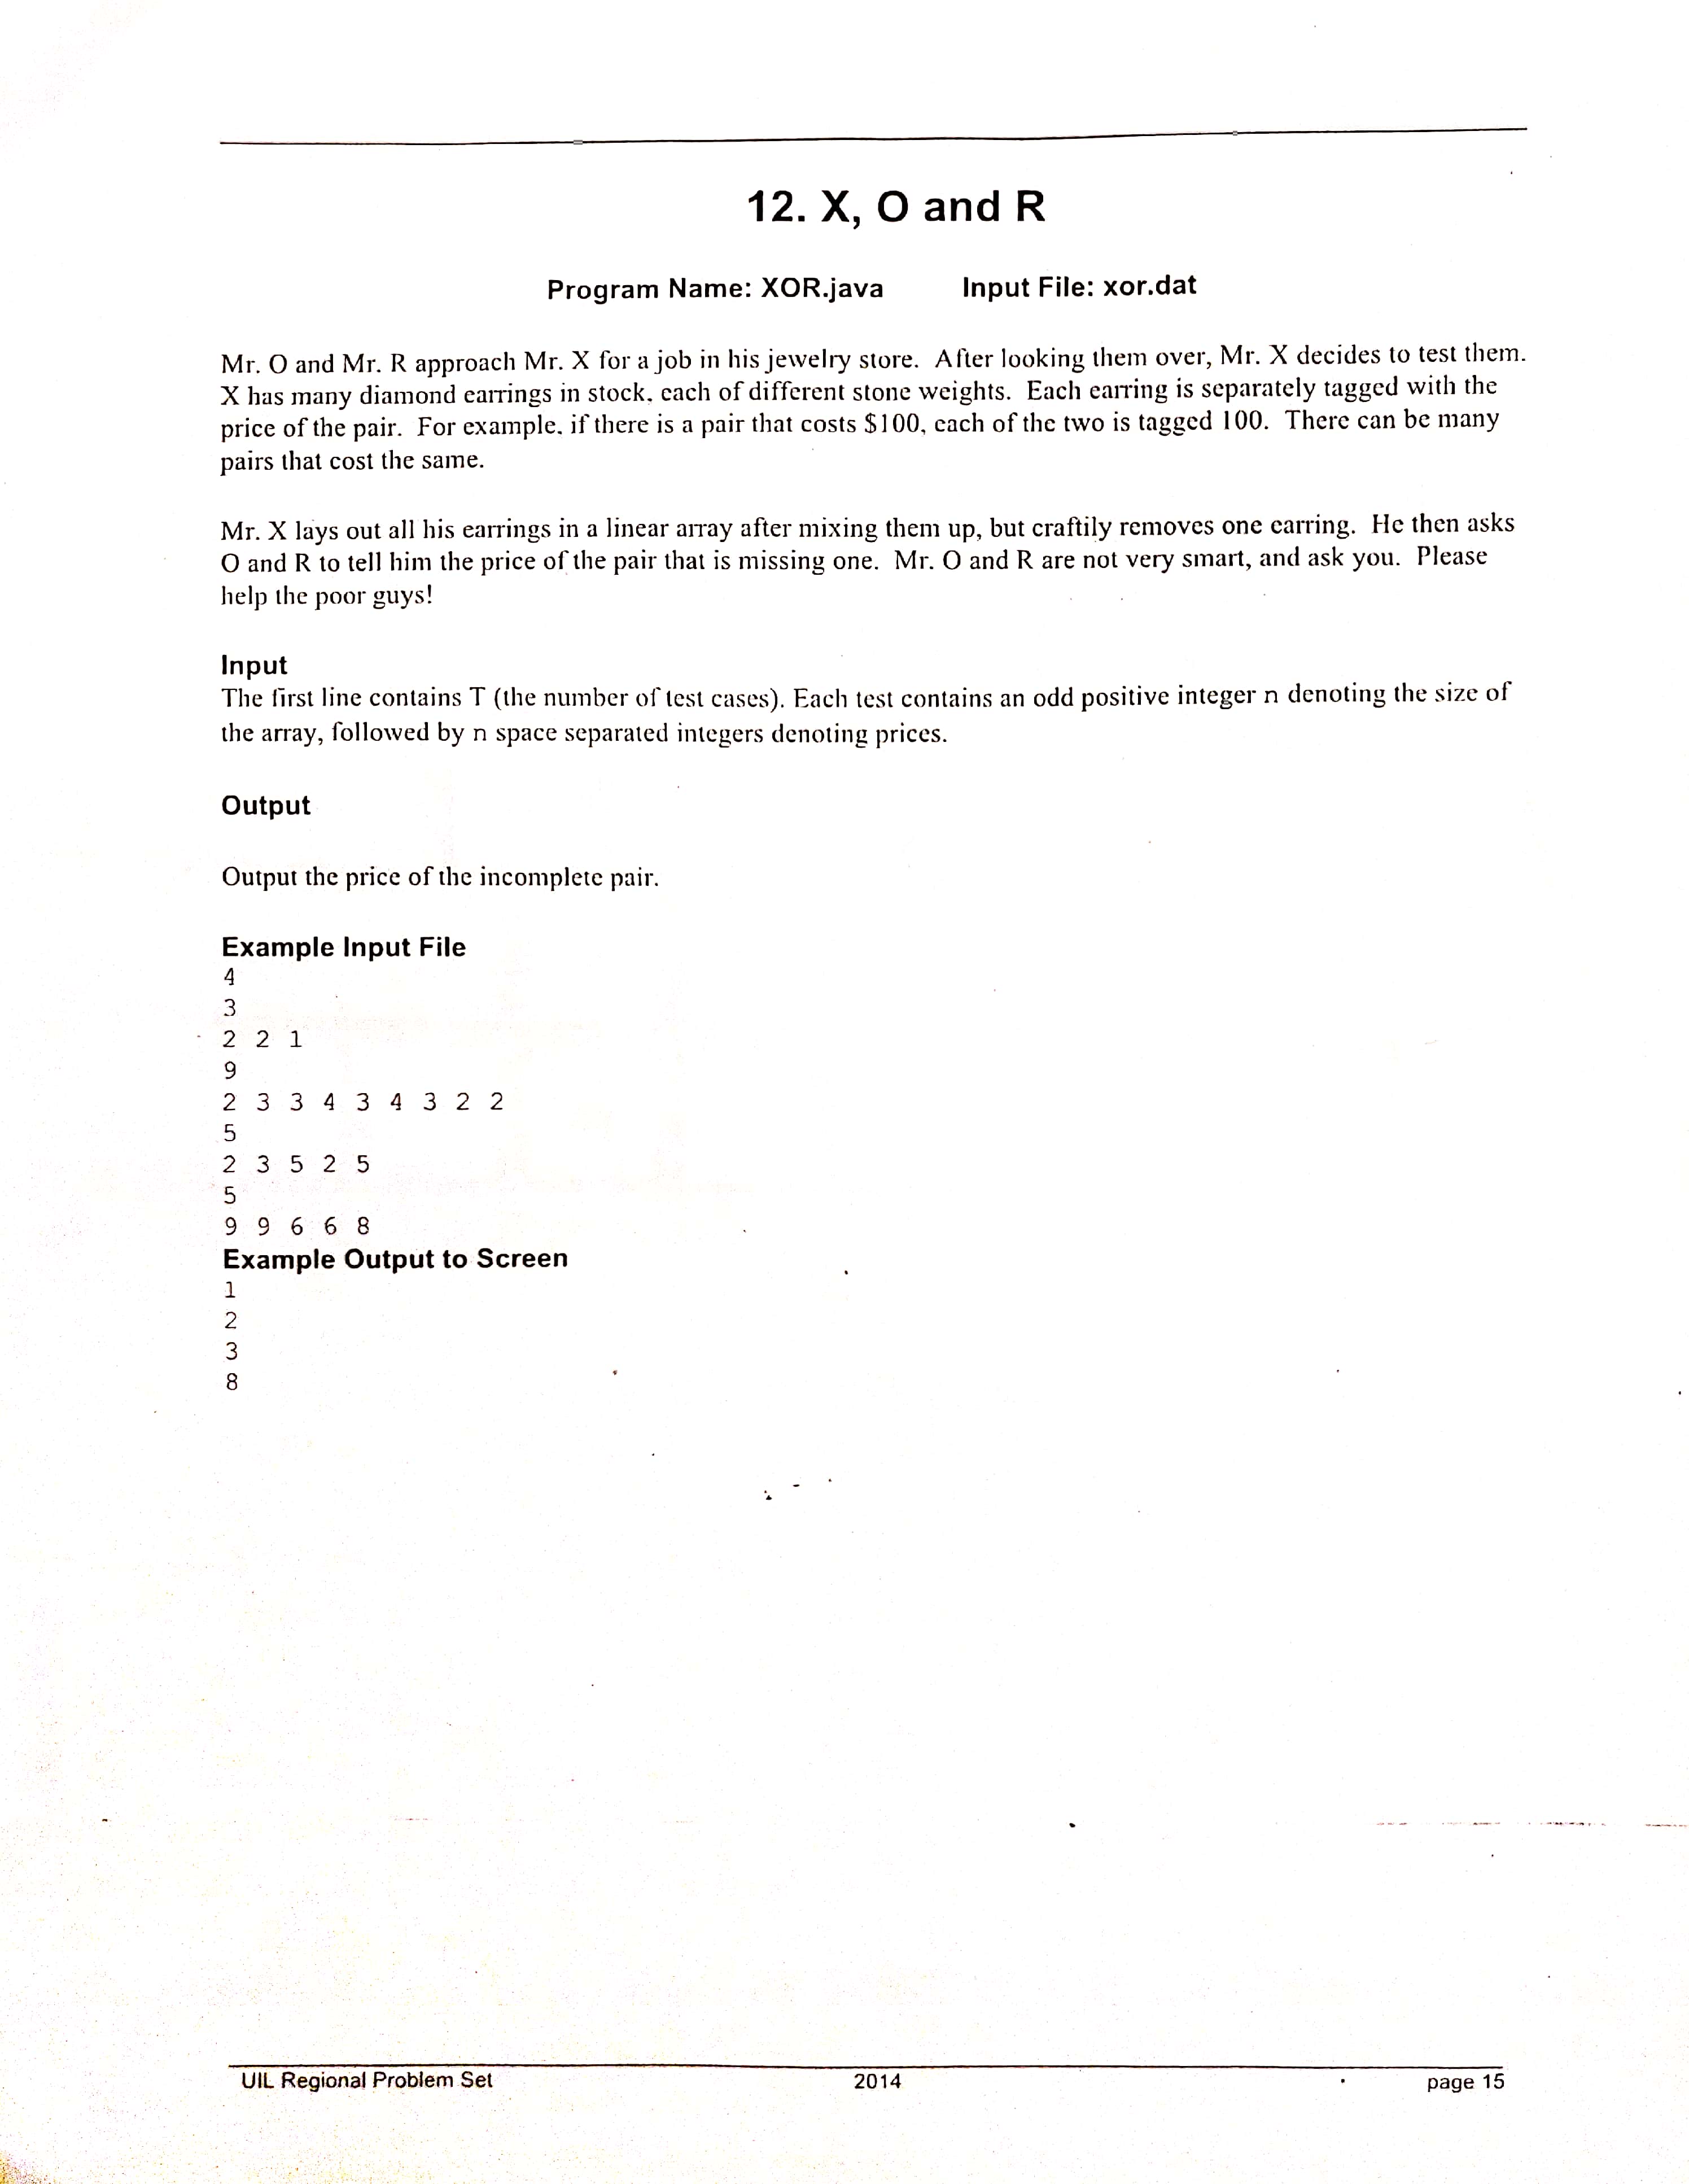 12. X, O and R
Program Name: XOR.java Input File: xor.dat
Mr. O and Mr. R approach Mr. X for a job in his jewelry store. After looking them over, Mr. X decides to test them.
X has many diamond earrings in stock, each of different stone weights. Each earring is separately tagged with the
price of the pair. For example, if there is a pair that costs $100, each of the two is tagged 100. There can be many
pairs that cost the same.
Mr. X lays out all his earrings in a linear array after mixing them up, but craftily removes one earring. He then asks
O and R to tell him the price of the pair that is missing one. Mr. O and R are not very smart, and ask you. Please
help the poor guys!
Input
The first line contains T (the number of test cases). Each test contains an odd positive integer n denoting the size of
the array, followed by n space separated integers denoting prices.
Output
Output the price of the incomplete pair.
Example Input File
4
3
2 2 1
9
2 3 3 4 3 4 3 2 2
5
2 3 5 2 5
5
9 9 6 6 8
Example Output to Screen
1
2
3
8
UIL Regional Problem Set 2014 page 15